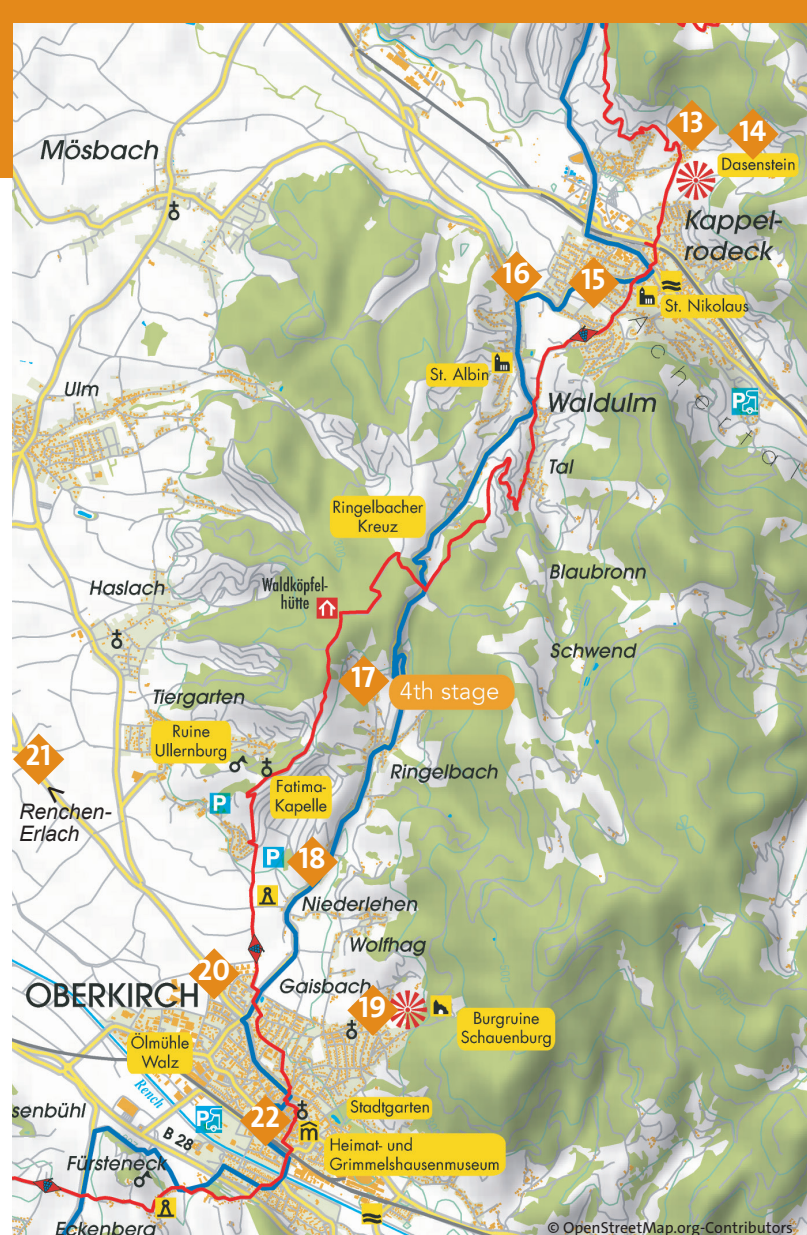 13
14
Dasenstein
Mösbach
Kappel-
rodeck
16
15
St. Nikolaus
Achertal
St. Albin
P
Ulm
Waldulm
Tal
Ringelbacher
Kreuz
Waldköpfel-
hütte
Blaubronn
Haslach
Schwend
17
4th stage
Tiergarten
Ruine
Ullernburg
21
Ringelbach
Fatima-
Kapelle
P
Renchen-
Erlach
P
18
Niederlehen
Wolfhag
20
OBERKIRCH
Gaisbach
19
Burgruine
Schauenburg
Ölmühle
Walz
Rench
senbühl
P
Stadtgarten
22
B 28
Heimat- und
Grimmelshausenmuseum
Fürsteneck
Eckenberg
© OpenStreetMap.org-Contributors